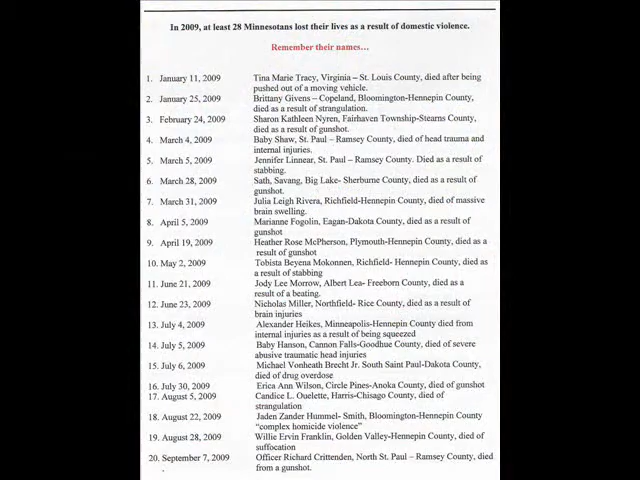 In 2009, at least 28 Minnesotans lost their lives as a result of domestic violence.
Remember their names…
1. January 11, 2009 Tina Marie Tracy, Virginia – St. Louis County, died after being
pushed out of a moving vehicle.
2. January 25, 2009 Brittany Givens – Copeland, Bloomington-Hennepin County,
died as a result of strangulation.
3. February 24, 2009 Sharon Kathleen Nyren, Fairhaven Township-Stearns County,
died as a result of gunshot.
4. March 4, 2009 Baby Shaw, St. Paul – Ramsey County, died of head trauma and
internal injuries.
5. March 5, 2009 Jennifer Linnear, St. Paul – Ramsey County. Died as a result of
stabbing.
6. March 28, 2009 Sath, Savang, Big Lake- Sherburne County, died as a result of
gunshot.
7. March 31, 2009 Julia Leigh Rivera, Richfield-Hennepin County, died of massive
brain swelling.
8. April 5, 2009 Marianne Fogolin, Eagan-Dakota County, died as a result of
gunshot
9. April 19, 2009 Heather Rose McPherson, Plymouth-Hennepin County, died as a
result of gunshot
10. May 2, 2009 Tobista Beyena Mokonnen, Richfield- Hennepin County, died as
a result of stabbing
11. June 21, 2009 Jody Lee Morrow, Albert Lea- Freeborn County, died as a
result of a beating.
12. June 23, 2009 Nicholas Miller, Northfield- Rice County, died as a result of
brain injuries
13. July 4, 2009 Alexander Heikes, Minneapolis-Hennepin County died from
internal injuries as a result of being squeezed
14. July 5, 2009 Baby Hanson, Cannon Falls-Goodhue County, died of severe
abusive traumatic head injuries
15. July 6, 2009 Michael Vonheath Brecht Jr. South Saint Paul-Dakota County,
died of drug overdose
16. July 30, 2009 Erica Ann Wilson, Circle Pines-Anoka County, died of gunshot
17. August 5, 2009 Candice L. Ouelette, Harris-Chisago County, died of
strangulation
18. August 22, 2009 Jaden Zander Hummel- Smith, Bloomington-Hennepin County
“complex homicide violence”
19. August 28, 2009 Willie Ervin Franklin, Golden Valley-Hennepin County, died of
suffocation
20. September 7, 2009 Officer Richard Crittenden, North St. Paul – Ramsey County, died
from a gunshot.